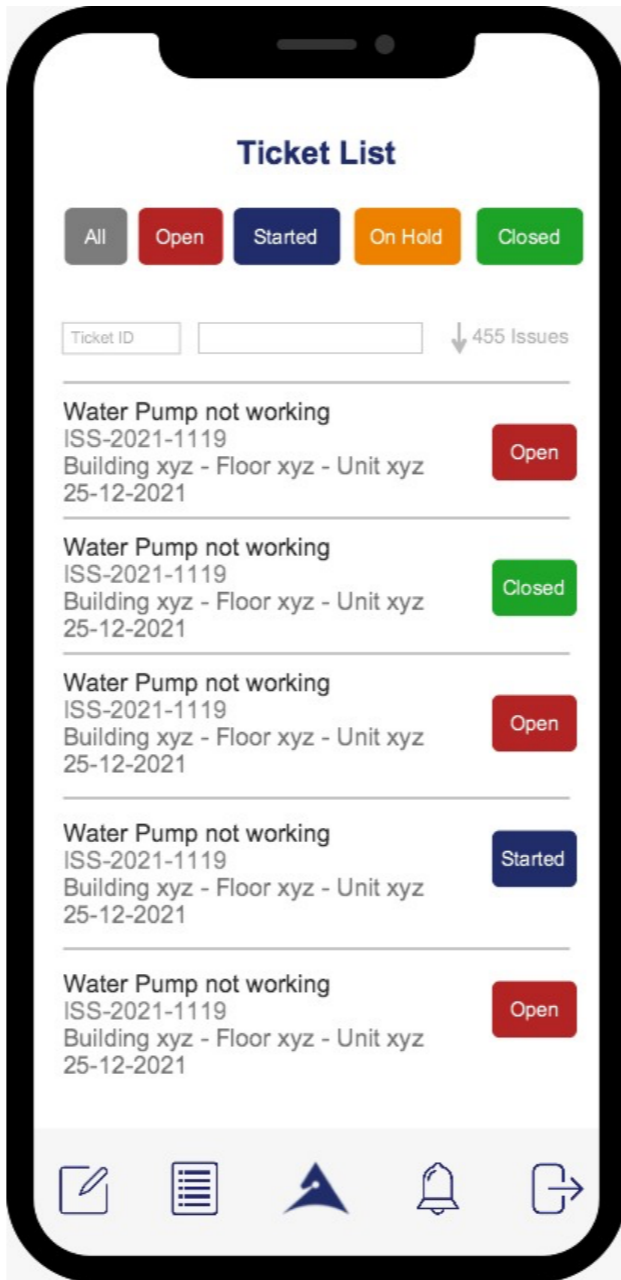 Ticket List
All Open Started On Hold Closed
Ticket ID 455 Issues
Water Pump not working
ISS-2021-1119
Building xyz - Floor xyz - Unit xyz
25-12-2021
Open
Water Pump not working
ISS-2021-1119
Building xyz - Floor xyz - Unit xyz
25-12-2021
Closed
Water Pump not working
ISS-2021-1119
Building xyz - Floor xyz - Unit xyz
25-12-2021
Open
Water Pump not working
ISS-2021-1119
Building xyz - Floor xyz - Unit xyz
25-12-2021
Started
Water Pump not working
ISS-2021-1119
Building xyz - Floor xyz - Unit xyz
25-12-2021
Open